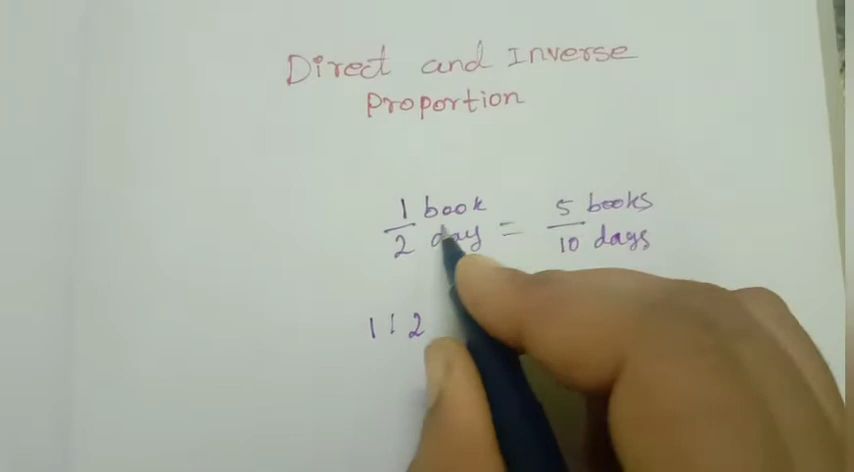 Direct and Inverse
Proportion
1 book = 5 books
2 day 10 days
1 : 2